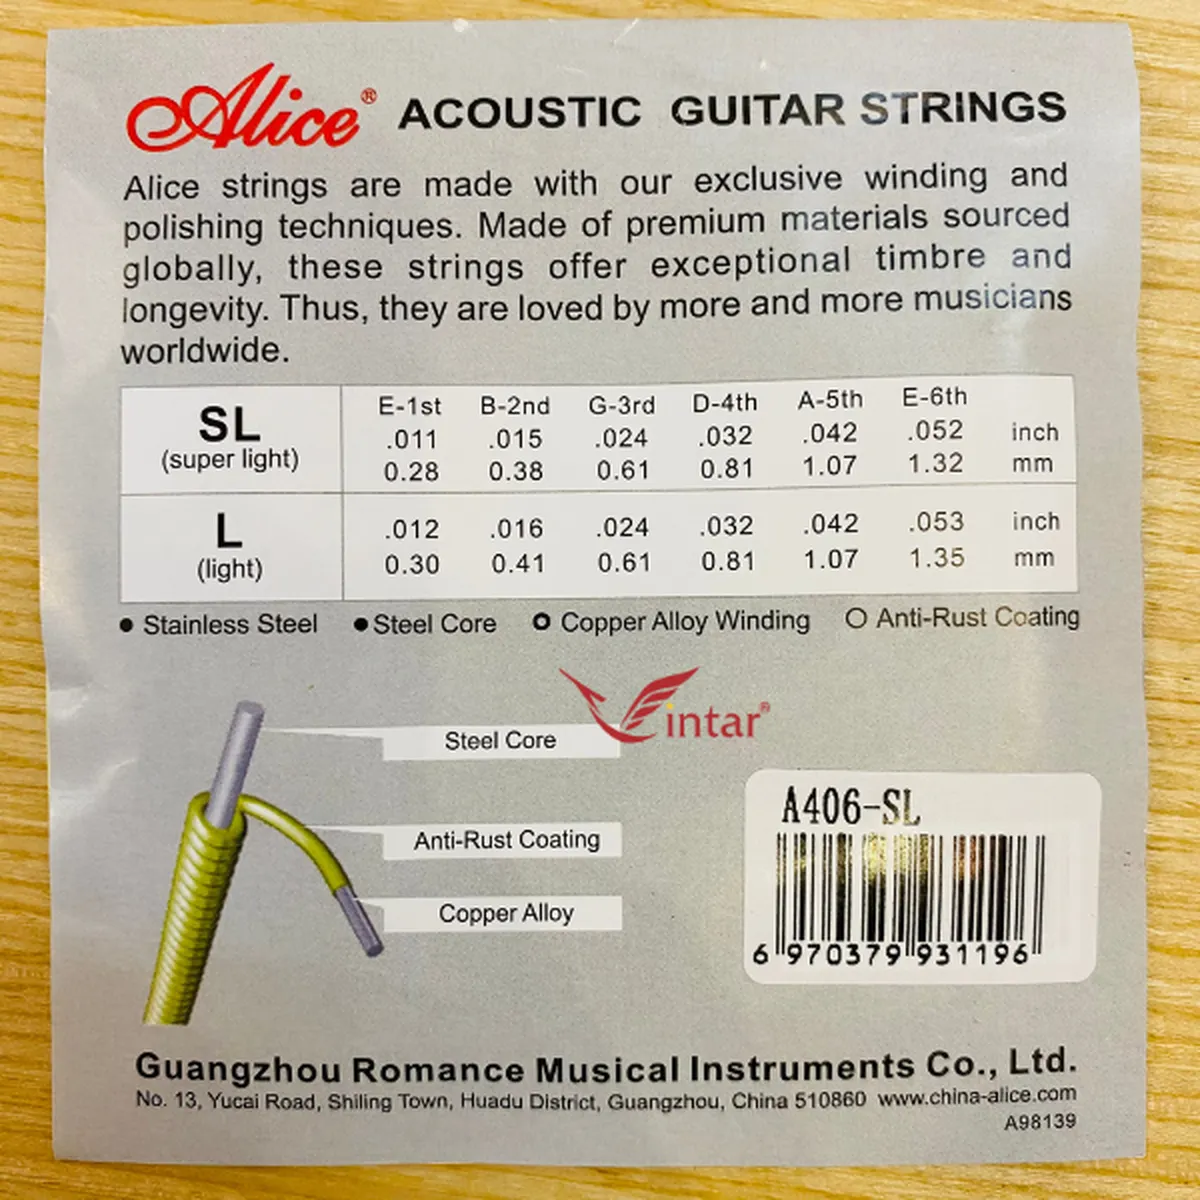 Alice® ACOUSTIC GUITAR STRINGS
Alice strings are made with our exclusive winding and
polishing techniques. Made of premium materials sourced
globally, these strings offer exceptional timbre and
longevity. Thus, they are loved by more and more musicians
worldwide.
SL
(super light)
E-1st B-2nd G-3rd D-4th A-5th E-6th
.011 .015 .024 .032 .042 .052 inch
0.28 0.38 0.61 0.81 1.07 1.32 mm
L
(light)
.012 .016 .024 .032 .042 .053 inch
0.30 0.41 0.61 0.81 1.07 1.35 mm
● Stainless Steel ● Steel Core ○ Copper Alloy Winding ○ Anti-Rust Coating
Vintar®
Steel Core
Anti-Rust Coating
Copper Alloy
A406-SL
6 970379 931196
Guangzhou Romance Musical Instruments Co., Ltd.
No. 13, Yucai Road, Shiling Town, Huadu District, Guangzhou, China 510860 www.china-alice.com
A98139